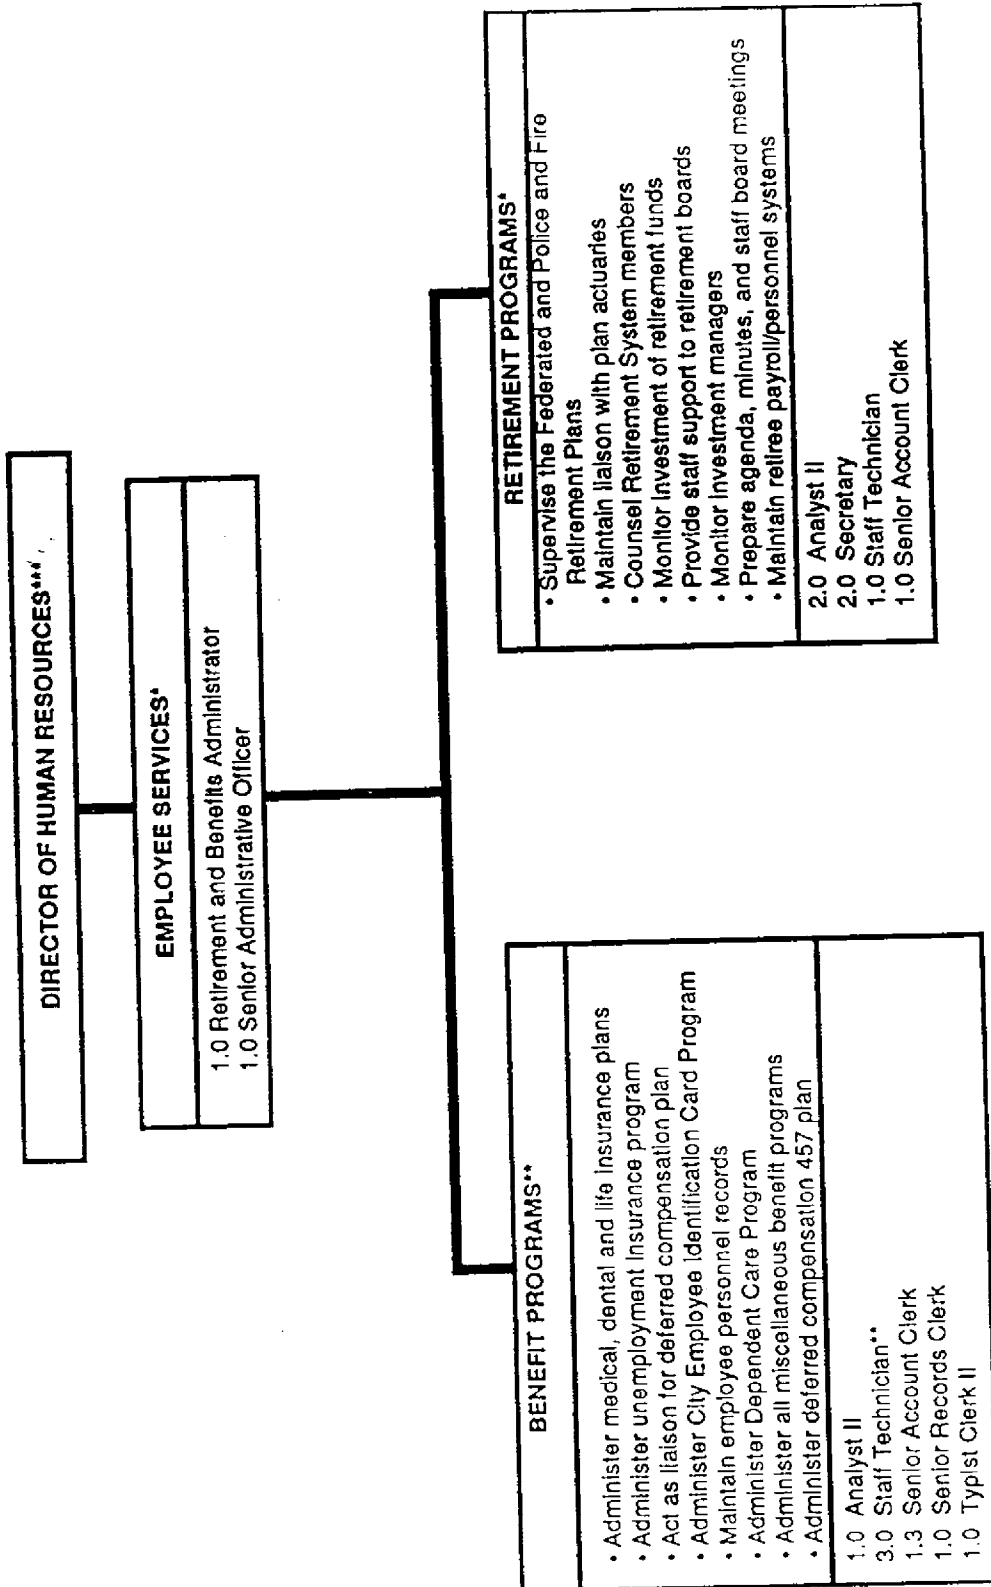 DIRECTOR OF HUMAN RESOURCES***
EMPLOYEE SERVICES*
1.0 Retirement and Benefits Administrator
1.0 Senior Administrative Officer
BENEFIT PROGRAMS**
• Administer medical, dental and life insurance plans
• Administer unemployment insurance program
• Act as liaison for deferred compensation plan
• Administer City Employee Identification Card Program
• Maintain employee personnel records
• Administer Dependent Care Program
• Administer all miscellaneous benefit programs
• Administer deferred compensation 457 plan
1.0 Analyst II
3.0 Staff Technician**
1.3 Senior Account Clerk
1.0 Senior Records Clerk
1.0 Typist Clerk II
RETIREMENT PROGRAMS*
• Supervise the Federated and Police and Fire
Retirement Plans
• Maintain liaison with plan actuaries
• Counsel Retirement System members
• Monitor investment of retirement funds
• Provide staff support to retirement boards
• Monitor investment managers
• Prepare agenda, minutes, and staff board meetings
• Maintain retiree payroll/personnel systems
2.0 Analyst II
2.0 Secretary
1.0 Staff Technician
1.0 Senior Account Clerk